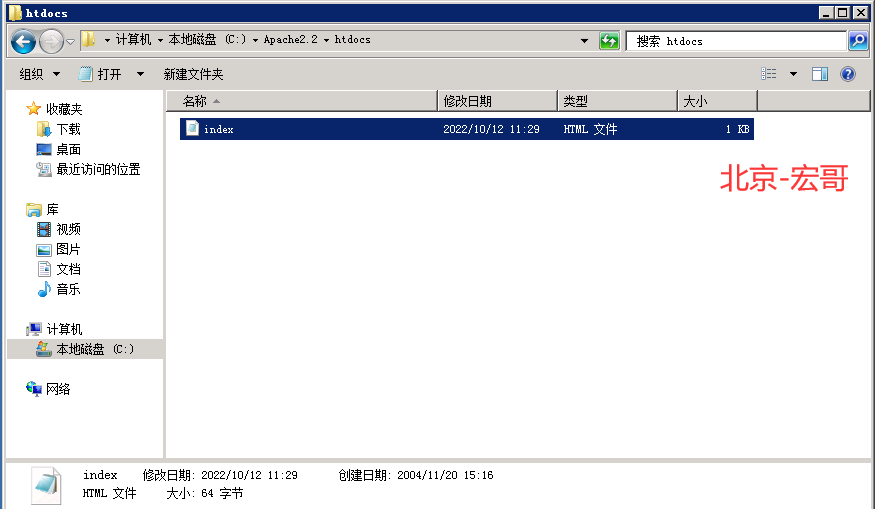 htdocs
计算机 本地磁盘 (C:) Apache2.2 htdocs
搜索 htdocs
组织 打开 新建文件夹
名称 修改日期 类型 大小
index 2022/10/12 11:29 HTML 文件 1 KB
北京-宏哥
收藏夹
下载
桌面
最近访问的位置
库
视频
图片
文档
音乐
计算机
本地磁盘 (C:)
网络
index 修改日期: 2022/10/12 11:29 创建日期: 2004/11/20 15:16
HTML 文件 大小: 64 字节